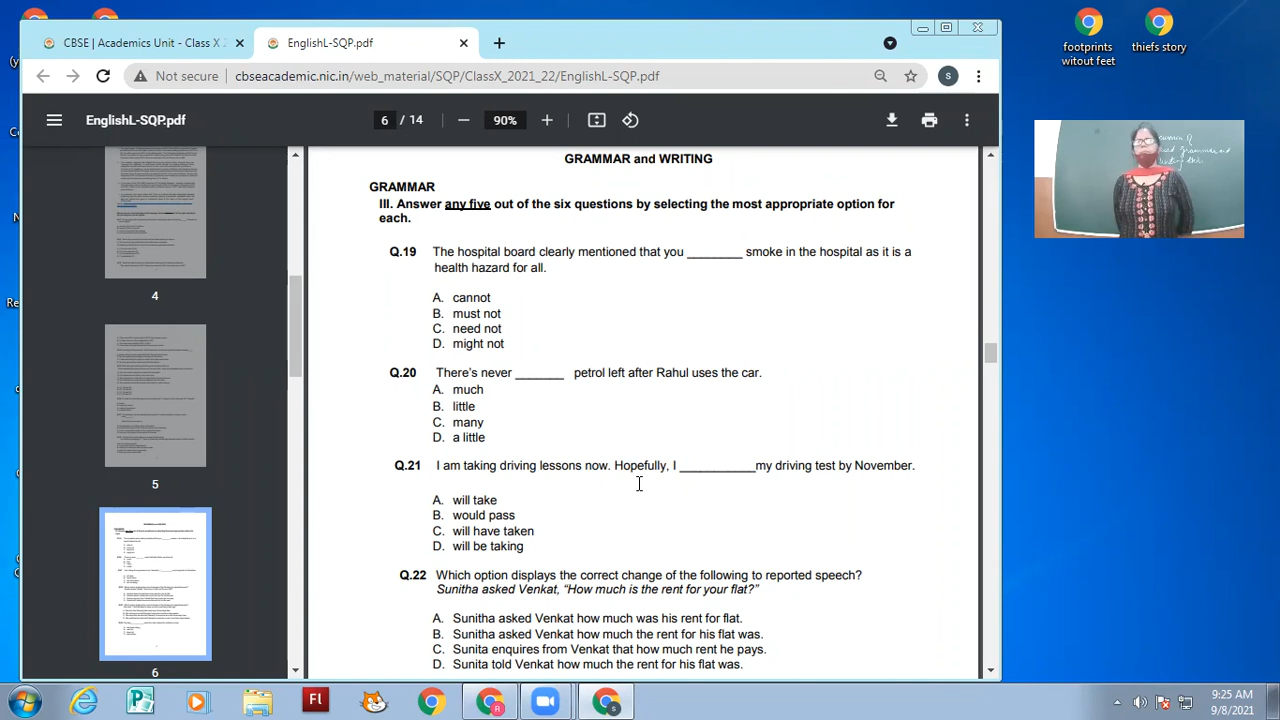 CBSE | Academics Unit - Class X 2
EnglishL-SQP.pdf
footprints
witout feet
thiefs story
Not secure
cbseacademic.nic.in/web_material/SQP/ClassX_2021_22/EnglishL-SQP.pdf
S
EnglishL-SQP.pdf
6 / 14
90%
4
5
6
GRAMMAR and WRITING
GRAMMAR
III. Answer any five out of the six questions by selecting the most appropriate option for
each.
Q.19 The hospital board clearly mentioned that you ________ smoke in the hospital as it is a
health hazard for all.
A. cannot
B. must not
C. need not
D. might not
Q.20 There's never _______ petrol left after Rahul uses the car.
A. much
B. little
C. many
D. a little
Q.21 I am taking driving lessons now. Hopefully, I ___________my driving test by November.
A. will take
B. would pass
C. will have taken
D. will be taking
Q.22 Which option displays the correct change of the following to reported speech?
Sunitha asked Venkat, “How much is the rent for your flat?”
A. Sunitha asked Venkat how much was his rent for flat.
B. Sunitha asked Venkat how much the rent for his flat was.
C. Sunita enquires from Venkat that how much rent he pays.
D. Sunita told Venkat how much the rent for his flat was.
Fl
9:25 AM
9/8/2021